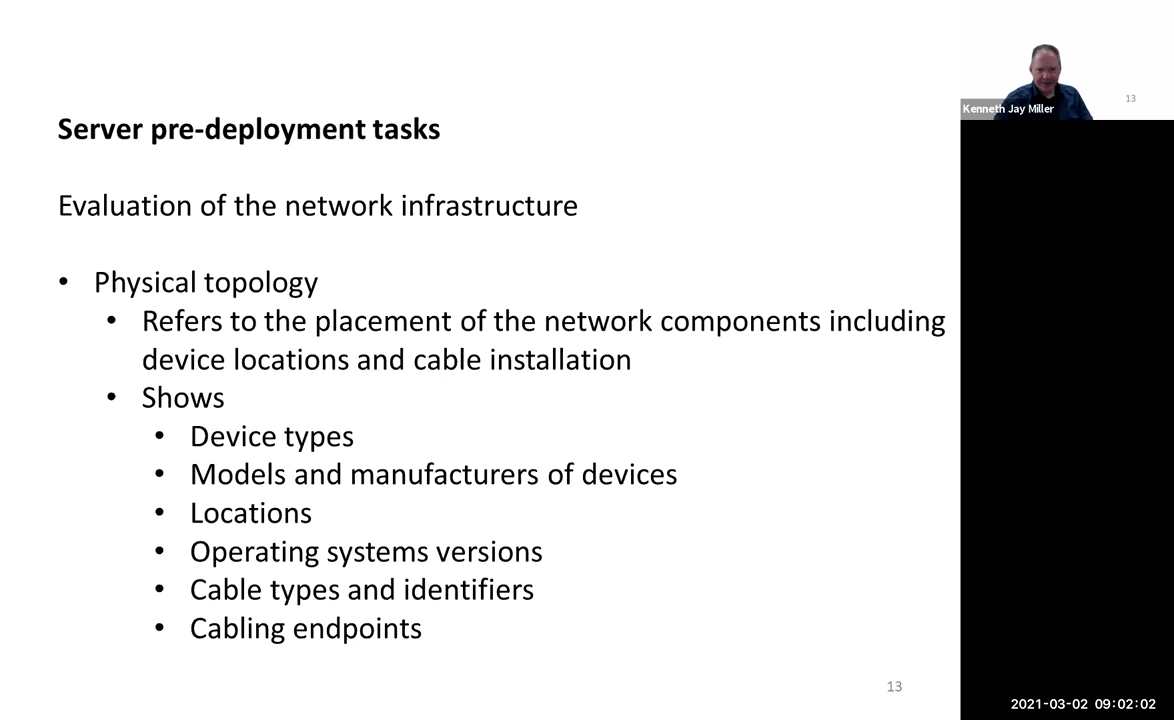 Server pre-deployment tasks
Evaluation of the network infrastructure
• Physical topology
• Refers to the placement of the network components including
device locations and cable installation
• Shows
• Device types
• Models and manufacturers of devices
• Locations
• Operating systems versions
• Cable types and identifiers
• Cabling endpoints
13
Kenneth Jay Miller
13
2021-03-02 09:02:02